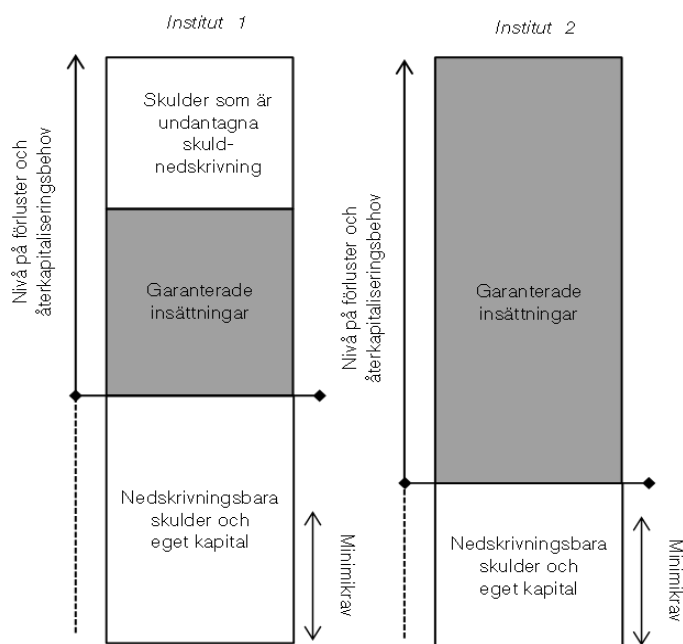 Institut 1
Skulder som är
undantagna
skuld-
nedskrivning
Garanterade
insättningar
Nedskrivningsbara
skulder och
eget kapital
Nivå på förluster och
återkapitaliseringsbehov
Minimikrav
Institut 2
Garanterade
insättningar
Nedskrivningsbara
skulder och
eget kapital
Nivå på förluster och
återkapitaliseringsbehov
Minimikrav